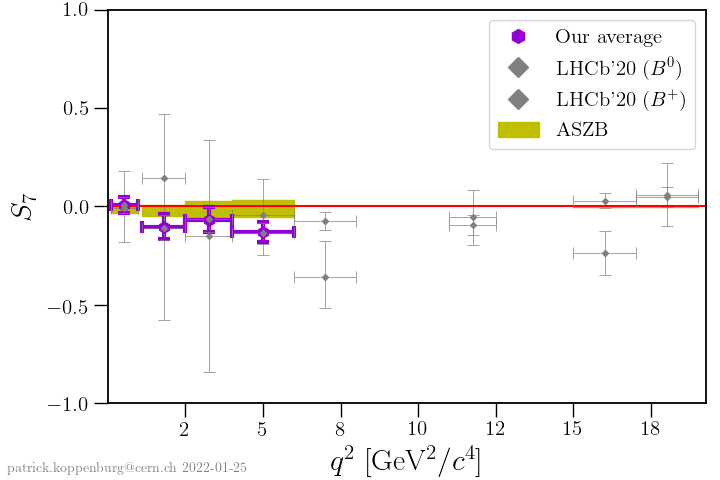 1.0
0.5
0.0
−0.5
−1.0
S7
Our average
LHCb'20 (B⁰)
LHCb'20 (B⁺)
ASZB
2 5 8 10 12 15 18
q² [GeV²/c⁴]
patrick.koppenburg@cern.ch 2022-01-25